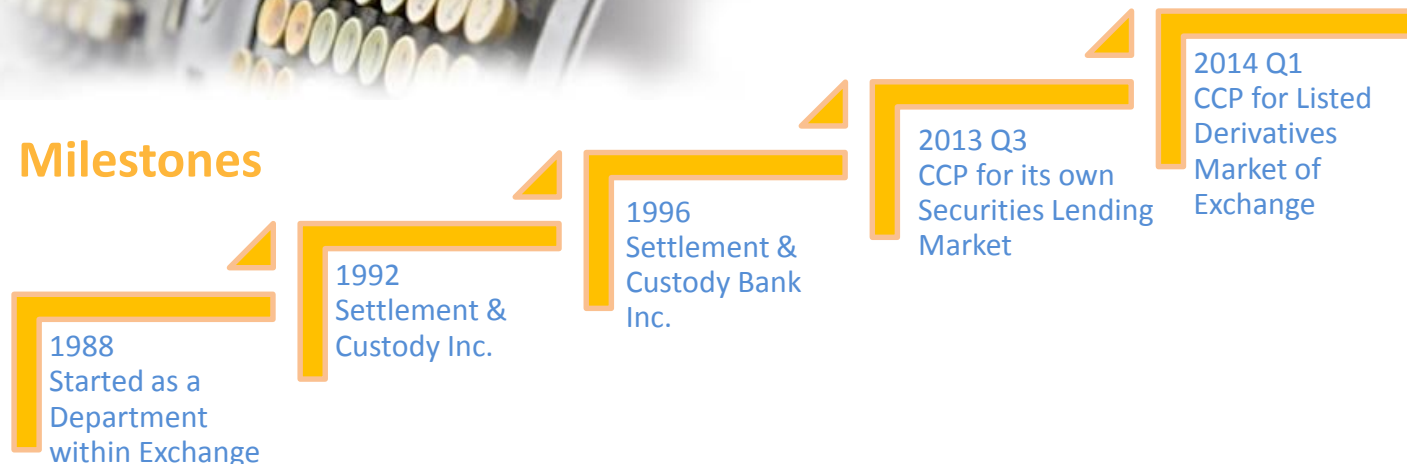 Milestones
1988
Started as a
Department
within Exchange
1992
Settlement &
Custody Inc.
1996
Settlement &
Custody Bank
Inc.
2013 Q3
CCP for its own
Securities Lending
Market
2014 Q1
CCP for Listed
Derivatives
Market of
Exchange